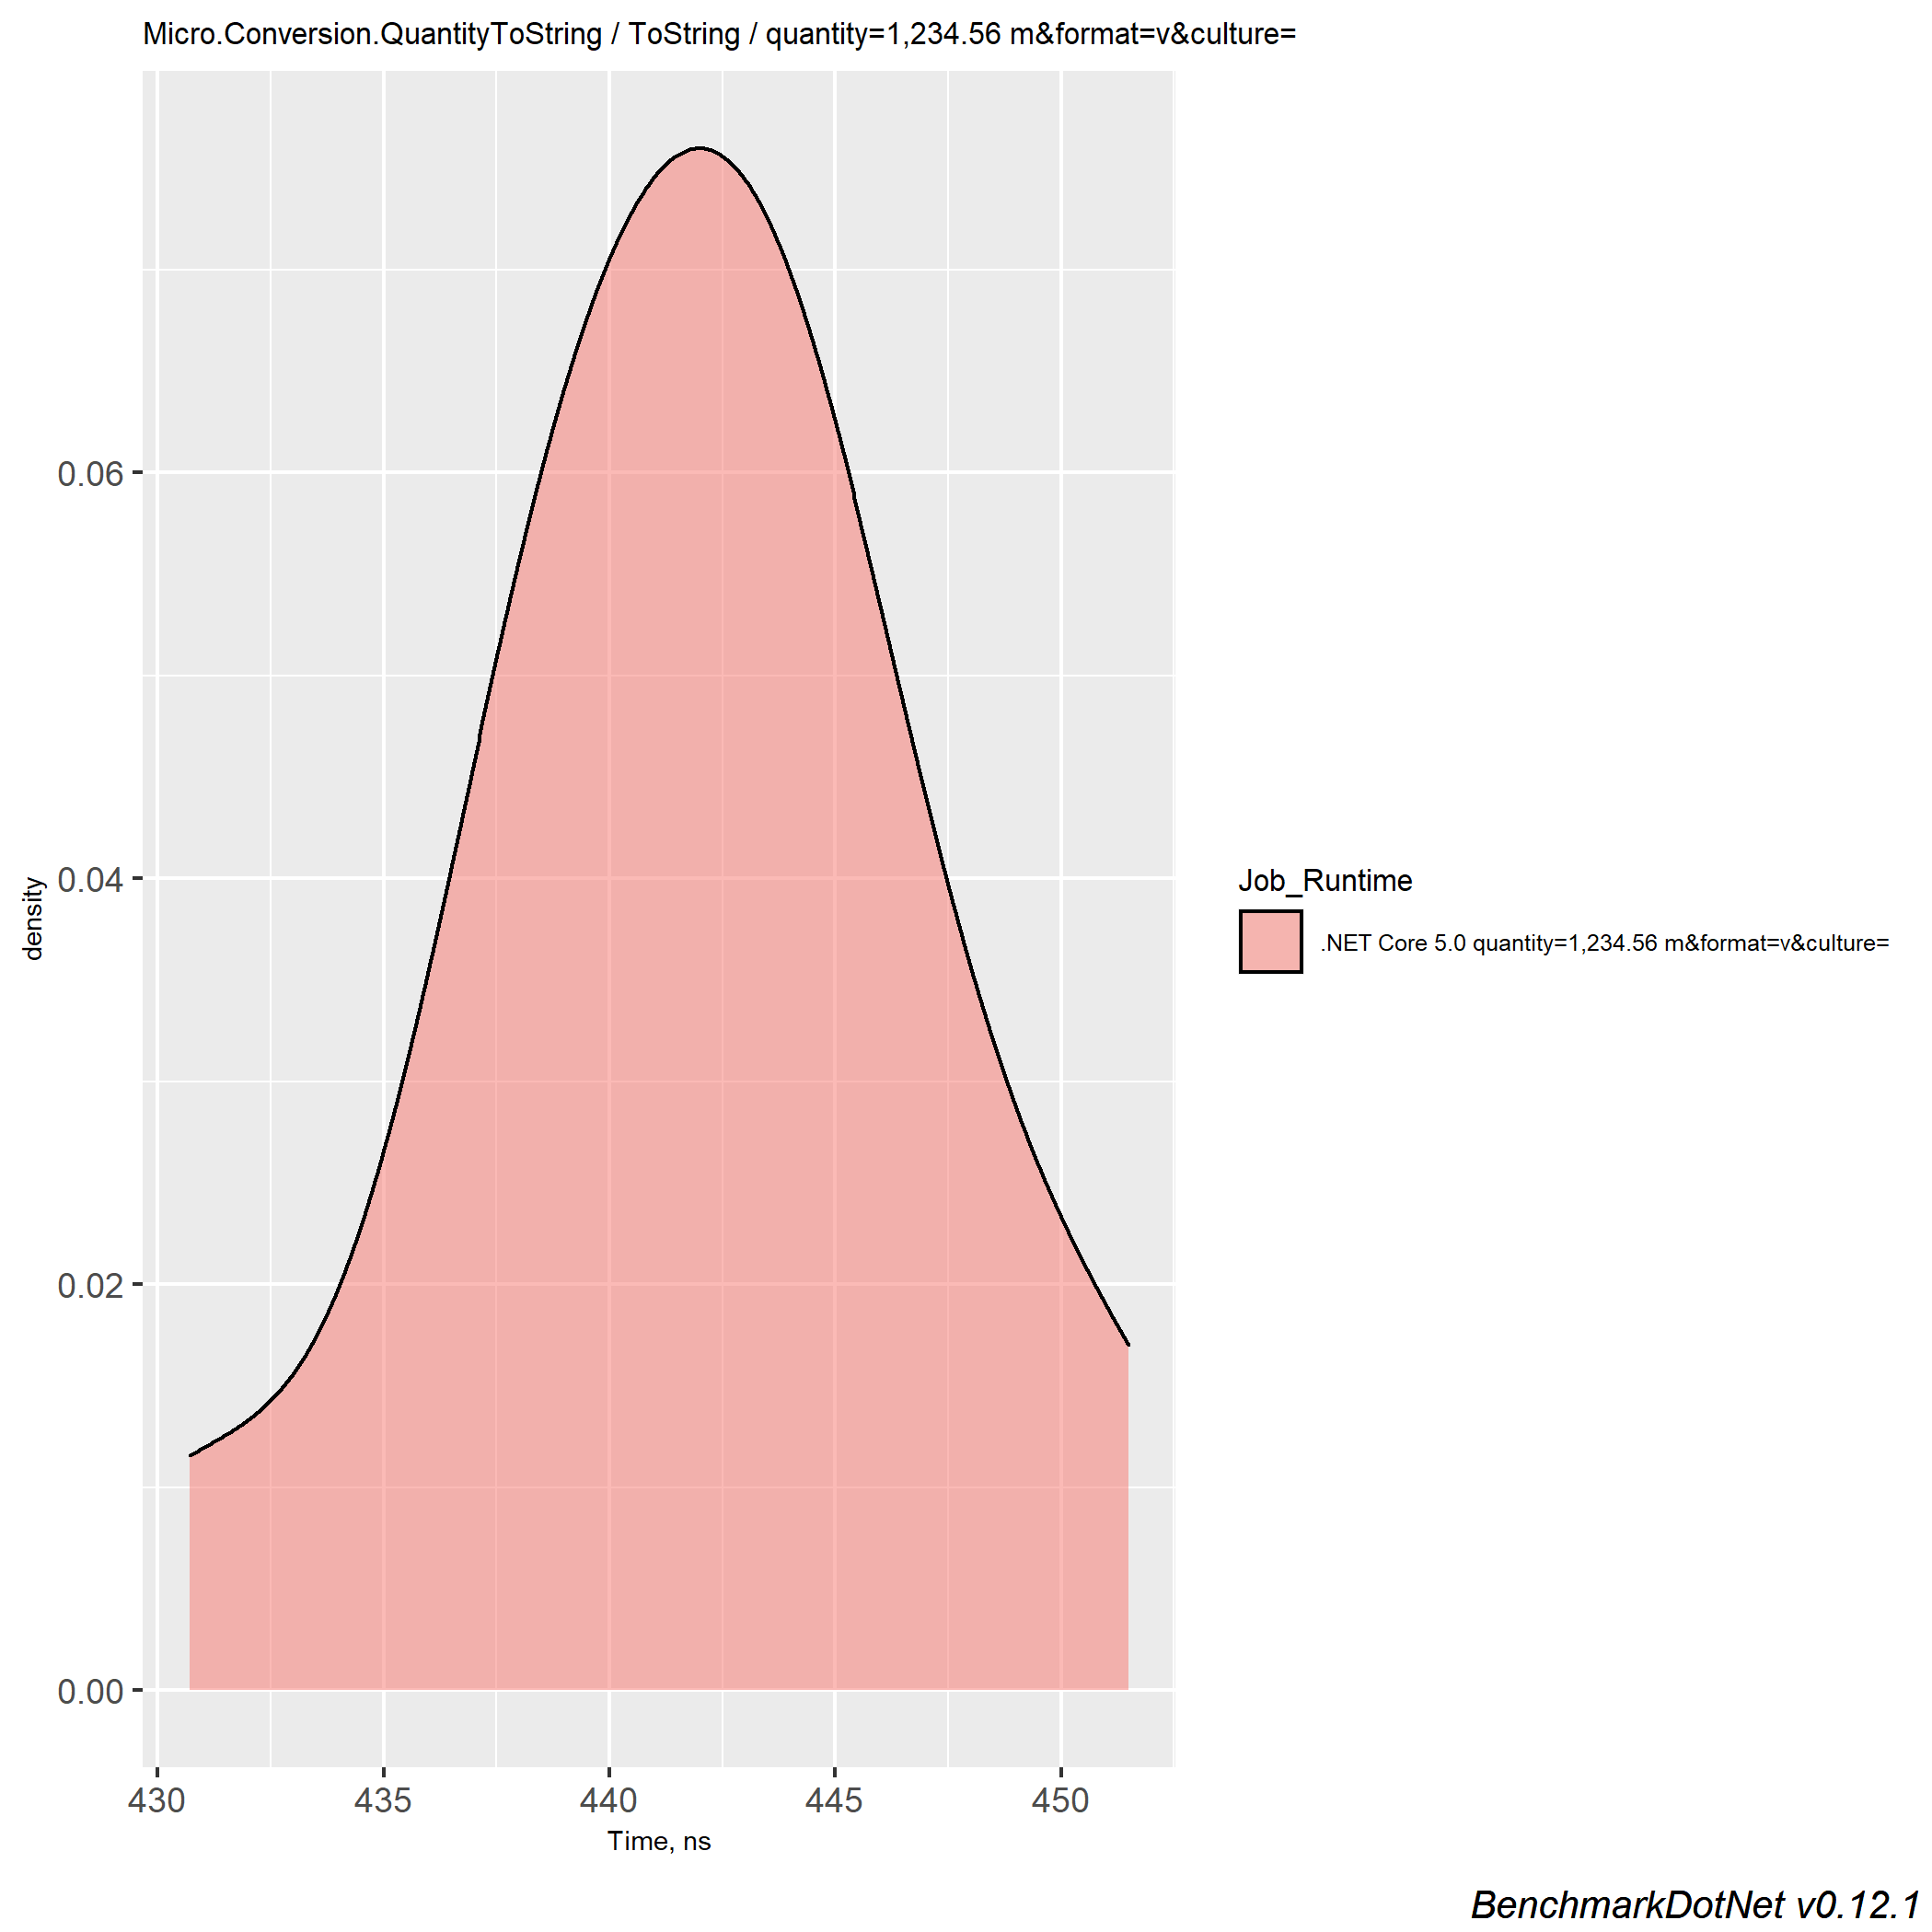 Micro.Conversion.QuantityToString / ToString / quantity=1,234.56 m&format=v&culture=
0.06
0.04
0.02
0.00
density
430 435 440 445 450
Time, ns
Job_Runtime
.NET Core 5.0 quantity=1,234.56 m&format=v&culture=
BenchmarkDotNet v0.12.1